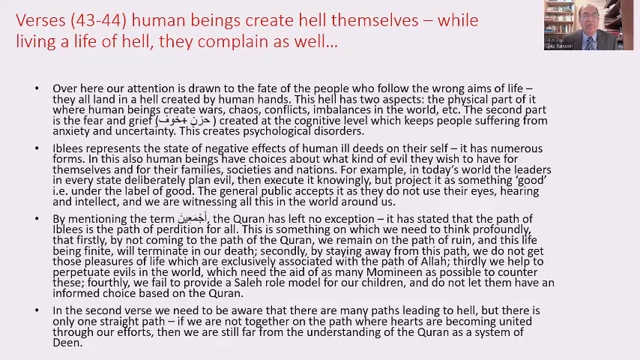 Verses (43-44) human beings create hell themselves – while
living a life of hell, they complain as well…
• Over here our attention is drawn to the fate of the people who follow the wrong aims of life –
they all land in a hell created by human hands. This hell has two aspects: the physical part of it
where human beings create wars, chaos, conflicts, imbalances in the world, etc. The second part
is the fear and grief (حزن +خوف) created at the cognitive level which keeps people suffering from
anxiety and uncertainty. This creates psychological disorders.
• Iblees represents the state of negative effects of human ill deeds on their self – it has numerous
forms. In this also human beings have choices about what kind of evil they wish to have for
themselves and for their families, societies and nations. For example, in today's world the leaders
in every state deliberately plan evil, then execute it knowingly, but project it as something 'good'
i.e. under the label of good. The general public accepts it as they do not use their eyes, hearing
and intellect, and we are witnessing all this in the world around us.
• By mentioning the term أَجْمَعِينَ, the Quran has left no exception – it has stated that the path of
Iblees is the path of perdition for all. This is something on which we need to think profoundly,
that firstly, by not coming to the path of the Quran, we remain on the path of ruin, and this life
being finite, will terminate in our death; secondly, by staying away from this path, we do not get
those pleasures of life which are exclusively associated with the path of Allah; thirdly we help to
perpetuate evils in the world, which need the aid of as many Momineen as possible to counter
these; fourthly, we fail to provide a Saleh role model for our children, and do not let them have an
informed choice based on the Quran.
• In the second verse we need to be aware that there are many paths leading to hell, but there
is only one straight path – if we are not together on the path where hearts are becoming united
through our efforts, then we are still far from the understanding of the Quran as a system of
Deen.